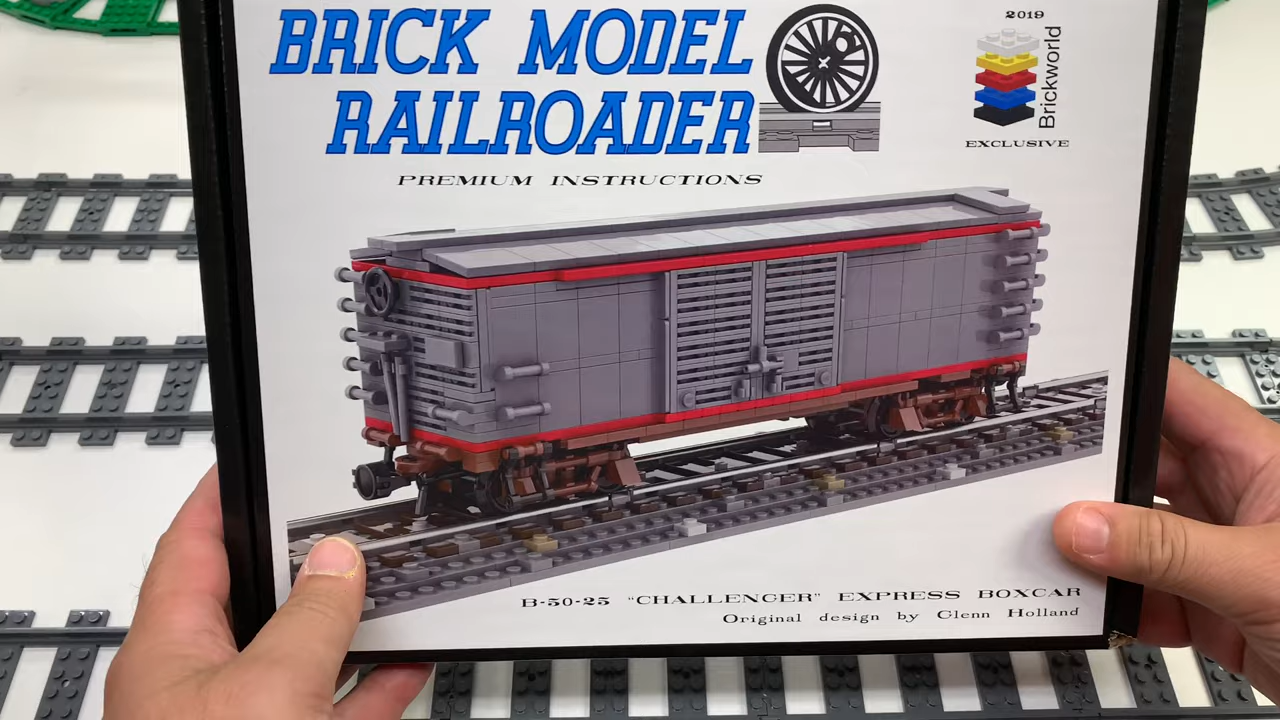 BRICK MODEL
RAILROADER
PREMIUM INSTRUCTIONS
2019
Brickworld
EXCLUSIVE
B-50-25 "CHALLENGER" EXPRESS BOXCAR
Original design by Glenn Holland